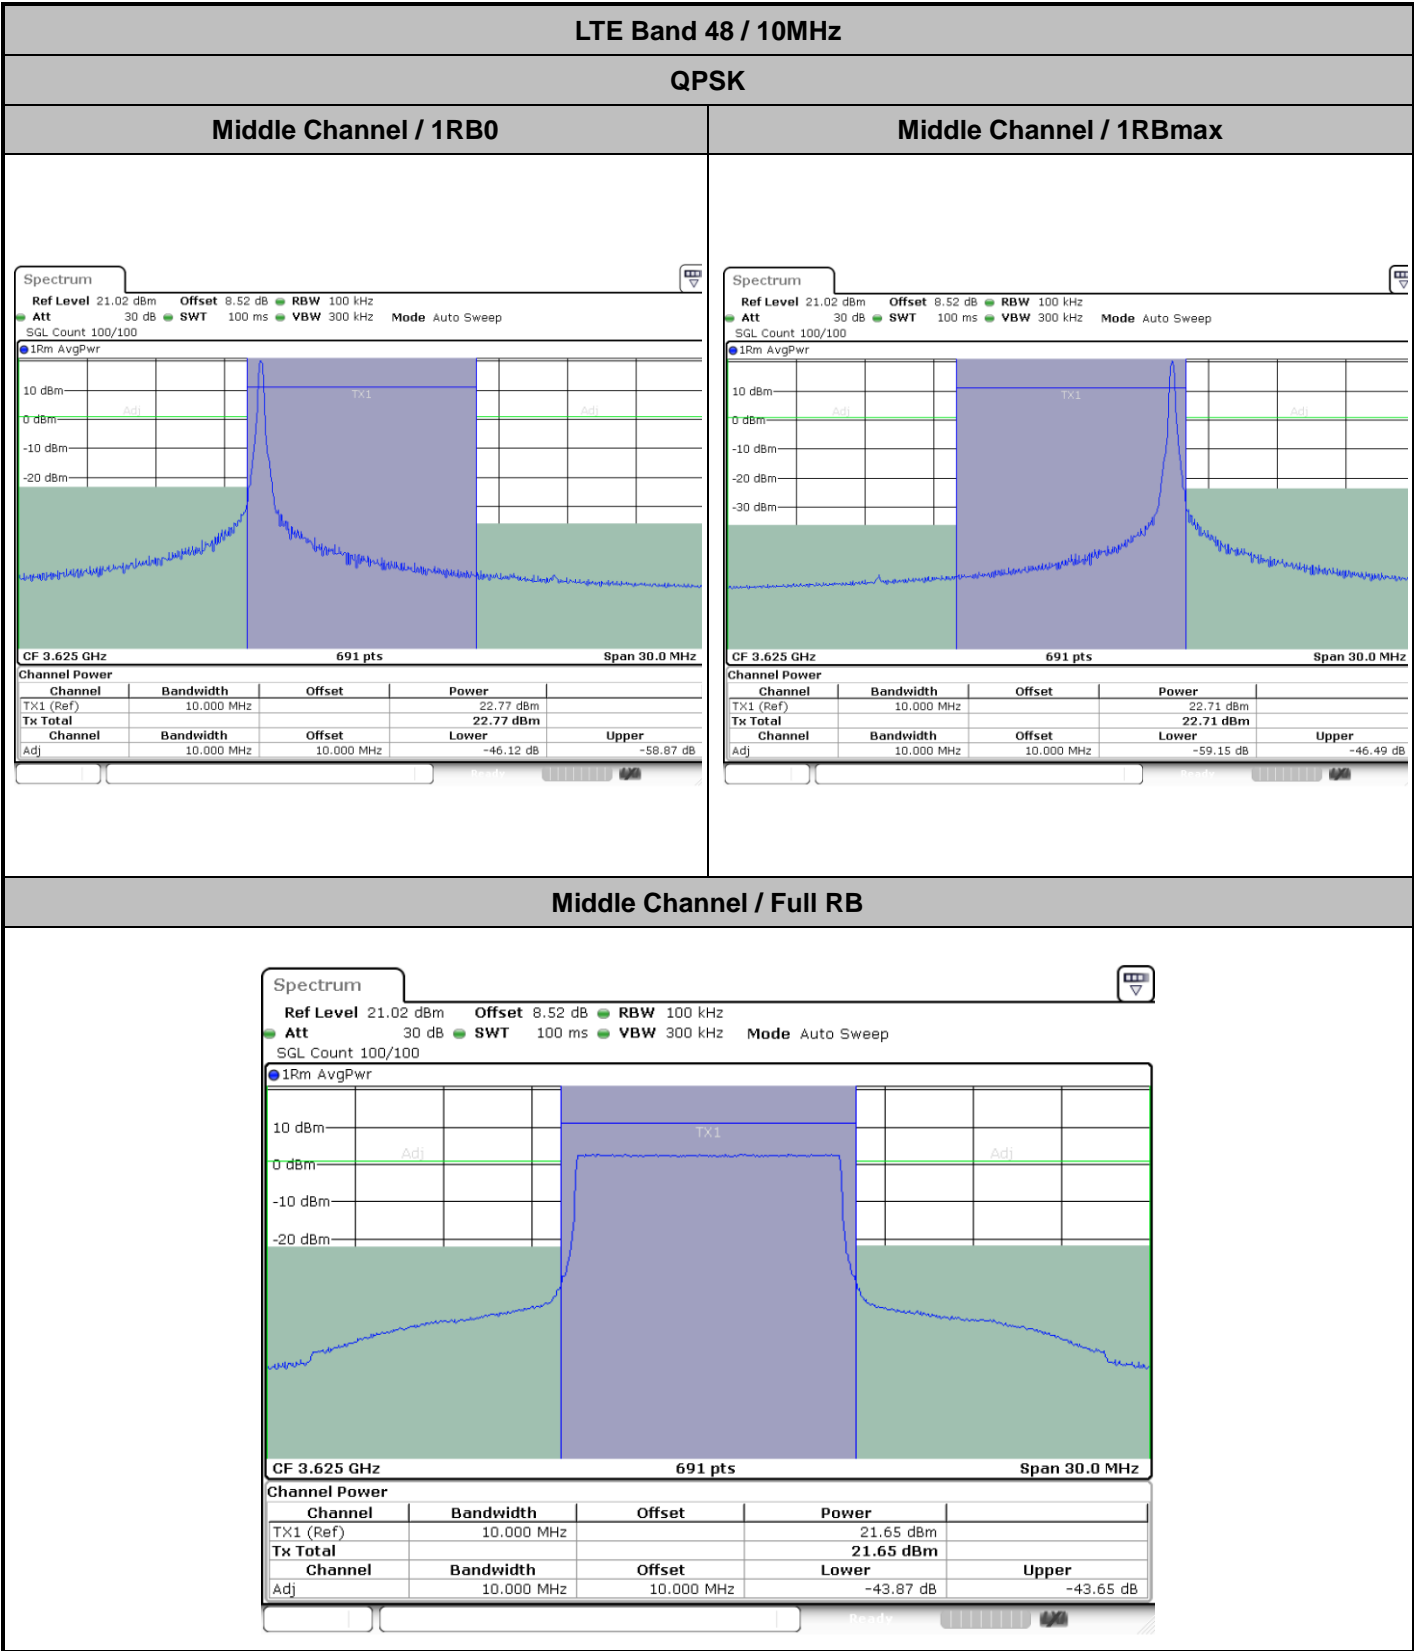 LTE Band 48 / 10MHz
QPSK
Middle Channel / 1RB0
Middle Channel / 1RBmax
Spectrum
Ref Level 21.02 dBm Offset 8.52 dB RBW 100 kHz
Att 30 dB SWT 100 ms VBW 300 kHz Mode Auto Sweep
SGL Count 100/100
1Rm AvgPwr
10 dBm
TX1
Adj
Adj
0 dBm
-10 dBm
-20 dBm
CF 3.625 GHz 691 pts Span 30.0 MHz
Channel Power
Channel Bandwidth Offset Power
TX1 (Ref) 10.000 MHz 22.77 dBm
Tx Total 22.77 dBm
Channel Bandwidth Offset Lower Upper
Adj 10.000 MHz 10.000 MHz -46.12 dB -58.87 dB
Ready
Spectrum
Ref Level 21.02 dBm Offset 8.52 dB RBW 100 kHz
Att 30 dB SWT 100 ms VBW 300 kHz Mode Auto Sweep
SGL Count 100/100
1Rm AvgPwr
10 dBm
TX1
Adj
Adj
0 dBm
-10 dBm
-20 dBm
-30 dBm
CF 3.625 GHz 691 pts Span 30.0 MHz
Channel Power
Channel Bandwidth Offset Power
TX1 (Ref) 10.000 MHz 22.71 dBm
Tx Total 22.71 dBm
Channel Bandwidth Offset Lower Upper
Adj 10.000 MHz 10.000 MHz -59.15 dB -46.49 dB
Ready
Middle Channel / Full RB
Spectrum
Ref Level 21.02 dBm Offset 8.52 dB RBW 100 kHz
Att 30 dB SWT 100 ms VBW 300 kHz Mode Auto Sweep
SGL Count 100/100
1Rm AvgPwr
10 dBm
TX1
Adj
Adj
0 dBm
-10 dBm
-20 dBm
CF 3.625 GHz 691 pts Span 30.0 MHz
Channel Power
Channel Bandwidth Offset Power
TX1 (Ref) 10.000 MHz 21.65 dBm
Tx Total 21.65 dBm
Channel Bandwidth Offset Lower Upper
Adj 10.000 MHz 10.000 MHz -43.87 dB -43.65 dB
Ready